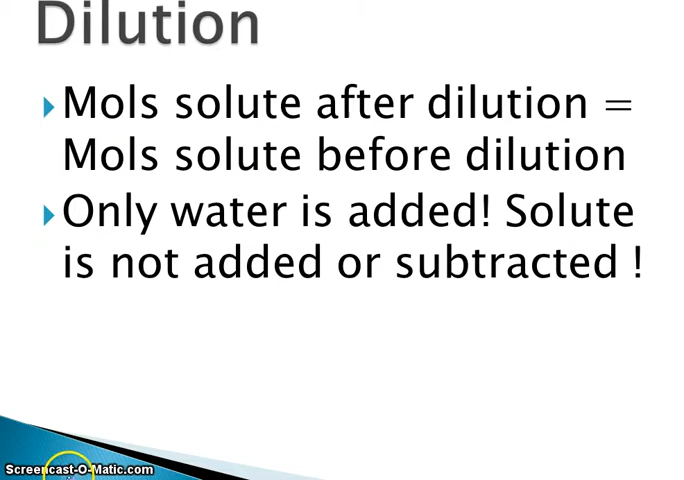 Dilution
Mols solute after dilution =
Mols solute before dilution
Only water is added! Solute
is not added or subtracted !
Screencast-O-Matic.com